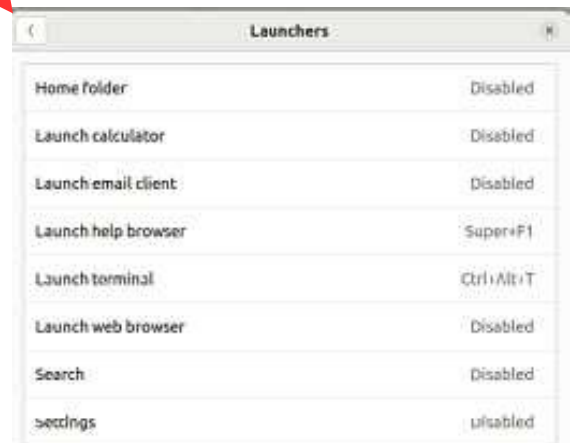 Launchers
Home folder Disabled
Launch calculator Disabled
Launch email client Disabled
Launch help browser Super+F1
Launch terminal Ctrl+Alt+T
Launch web browser Disabled
Search Disabled
Settings Disabled